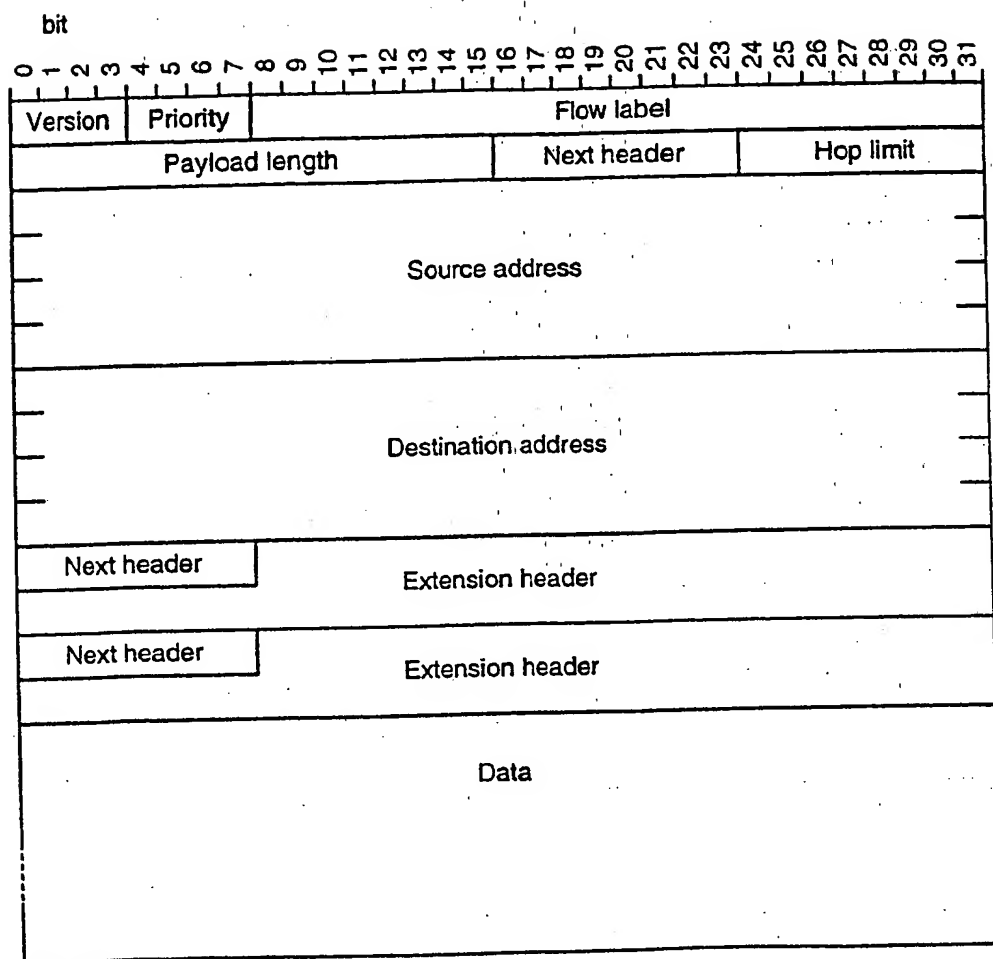 bit
0 1 2 3 4 5 6 7 8 9 10 11 12 13 14 15 16 17 18 19 20 21 22 23 24 25 26 27 28 29 30 31
Version Priority Flow label
Payload length Next header Hop limit
Source address
Destination address
Next header
Extension header
Next header
Extension header
Data